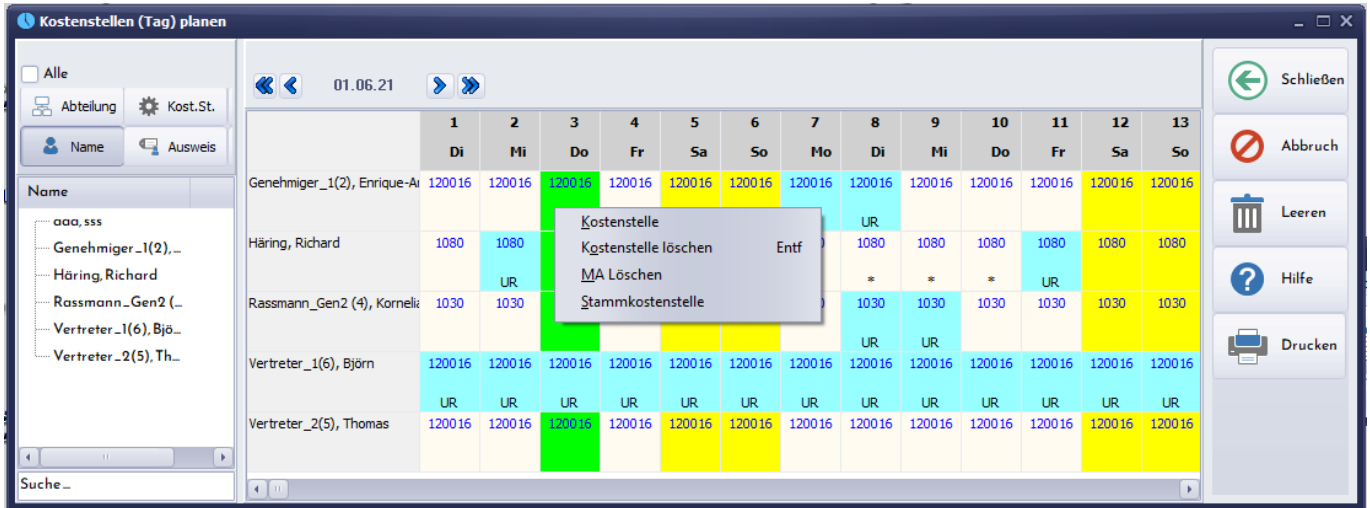 Kostenstellen (Tag) planen
Alle
Abteilung Kost.St.
Name Ausweis
Name
aaa, sss
Genehmiger_1(2),...
Häring, Richard
Rassmann_Gen2 (...
Vertreter_1(6), Bjö...
Vertreter_2(5), Th...
Suche...
01.06.21
1 2 3 4 5 6 7 8 9 10 11 12 13
Di Mi Do Fr Sa So Mo Di Mi Do Fr Sa So
Genehmiger_1(2), Enrique-A 120016 120016 120016 120016 120016 120016 120016 120016 120016 120016 120016 120016 120016
UR
Häring, Richard 1080 1080 1080 1080 1080 1080 1080 1080
UR * * * UR
Rassmann_Gen2 (4), Kornelia 1030 1030 1030 1030 1030 1030 1030 1030
UR UR
Vertreter_1(6), Björn 120016 120016 120016 120016 120016 120016 120016 120016 120016 120016 120016 120016 120016
UR UR UR UR UR UR UR UR UR UR UR UR UR
Vertreter_2(5), Thomas 120016 120016 120016 120016 120016 120016 120016 120016 120016 120016 120016 120016 120016
Kostenstelle
Kostenstelle löschen Entf
MA Löschen
Stammkostenstelle
Schließen
Abbruch
Leeren
Hilfe
Drucken